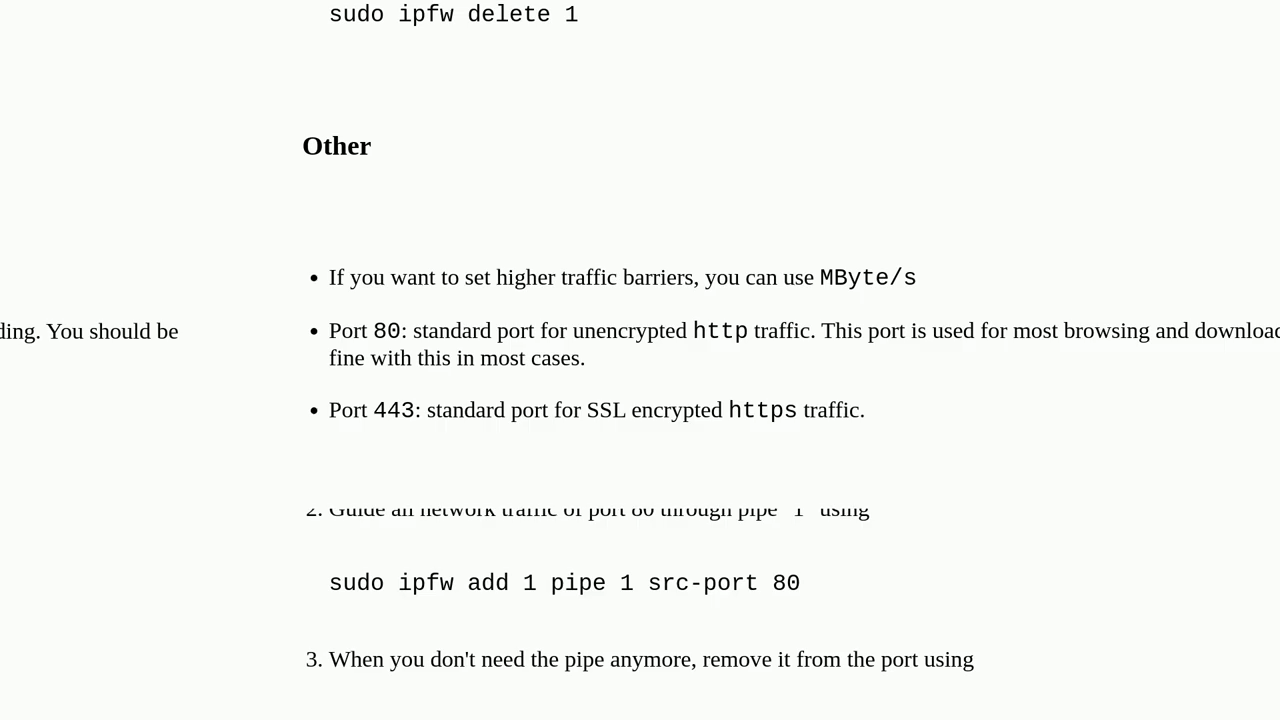 sudo ipfw delete 1
Other
• If you want to set higher traffic barriers, you can use MByte/s
ding. You should be
• Port 80: standard port for unencrypted http traffic. This port is used for most browsing and download
fine with this in most cases.
• Port 443: standard port for SSL encrypted https traffic.
2. Guide all network traffic of port 80 through pipe "1" using
sudo ipfw add 1 pipe 1 src-port 80
3. When you don't need the pipe anymore, remove it from the port using